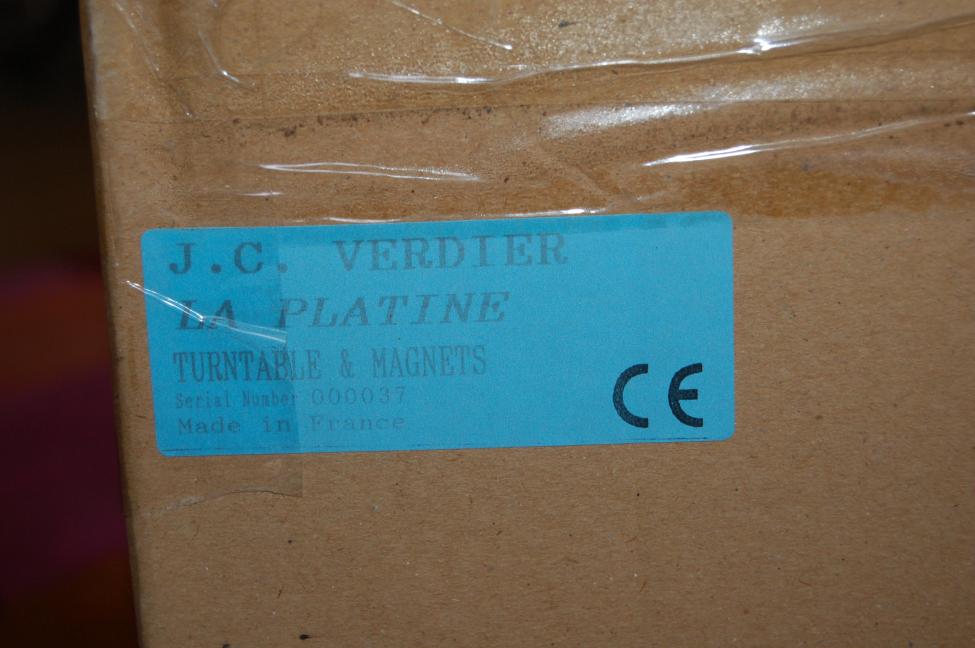 J.C. VERDIER
LA PLATINE
TURNTABLE & MAGNETS
Serial Number 000037
Made in France
CE